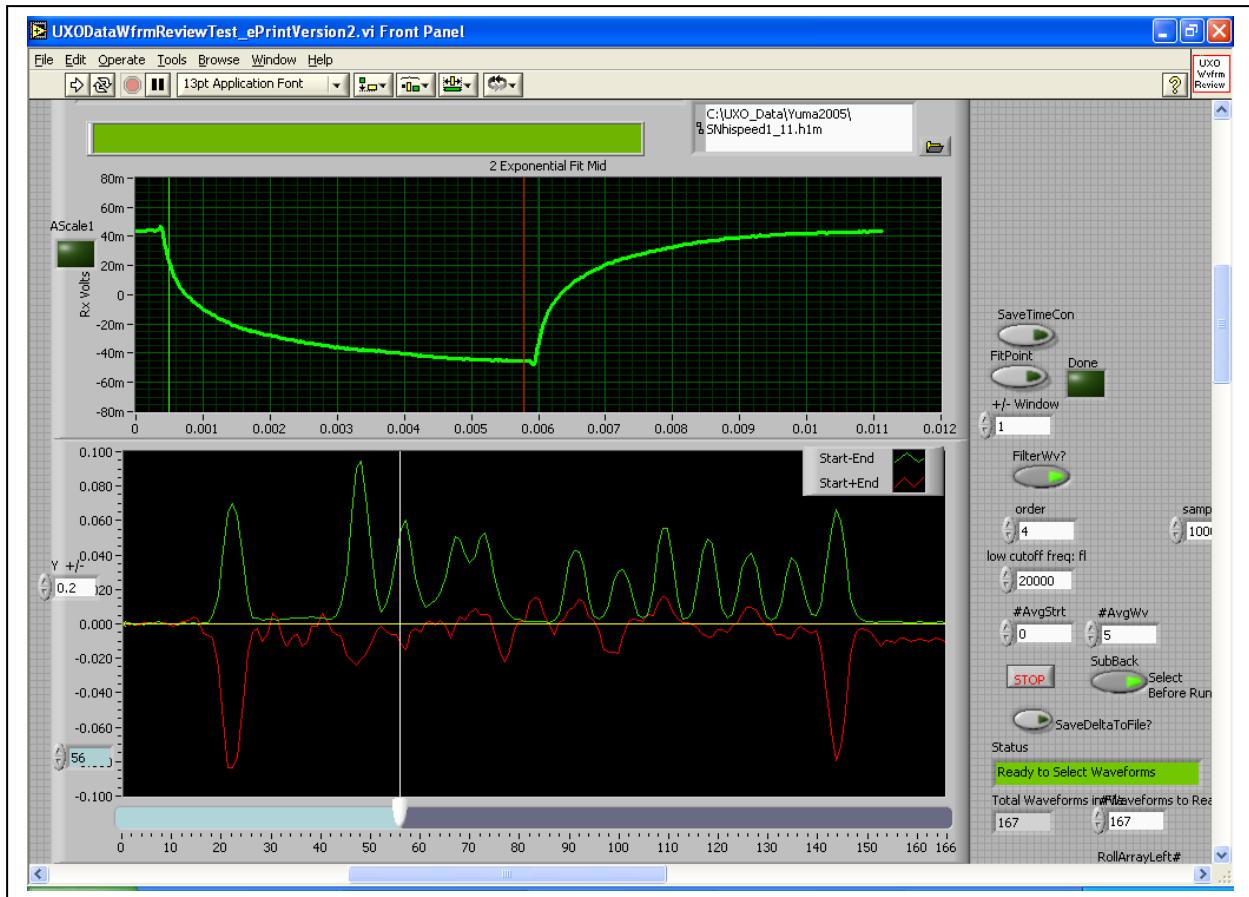 UXODataWfrmReviewTest_ePrintVersion2.vi Front Panel
File Edit Operate Tools Browse Window Help
13pt Application Font
UXO
Wvfrm
Review
C:\UXO_Data\Yuma2005\
SNhispeed1_11.h1m
2 Exponential Fit Mid
AScale1
Rx Volts
80m
60m
40m
20m
0
-20m
-40m
-60m
-80m
0 0.001 0.002 0.003 0.004 0.005 0.006 0.007 0.008 0.009 0.01 0.011 0.012
Start-End
Start+End
Y +/-
0.2
56
0.100
0.080
0.060
0.040
0.000
-0.020
-0.040
-0.060
-0.100
0 10 20 30 40 50 60 70 80 90 100 110 120 130 140 150 160 166
SaveTimeCon
FitPoint
Done
+/- Window
1
FilterWv?
order
4
samp
1000
low cutoff freq: fl
20000
#AvgStrt
0
#AvgWv
5
STOP
SubBack
Select
Before Run
SaveDeltaToFile?
Status
Ready to Select Waveforms
Total Waveforms in File
167
#Waveforms to Rea
167
RollArrayLeft#